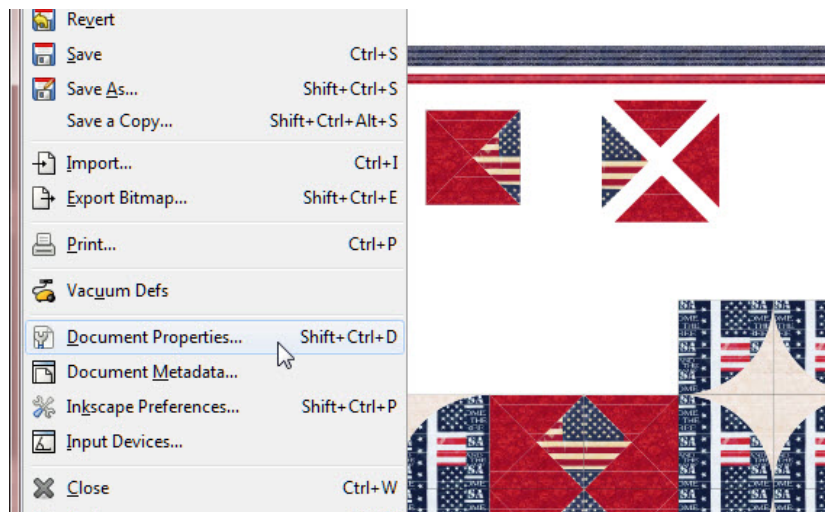 Revert
Save Ctrl+S
Save As... Shift+Ctrl+S
Save a Copy... Shift+Ctrl+Alt+S
Import... Ctrl+I
Export Bitmap... Shift+Ctrl+E
Print... Ctrl+P
Vacuum Defs
Document Properties... Shift+Ctrl+D
Document Metadata...
Inkscape Preferences... Shift+Ctrl+P
Input Devices...
Close Ctrl+W